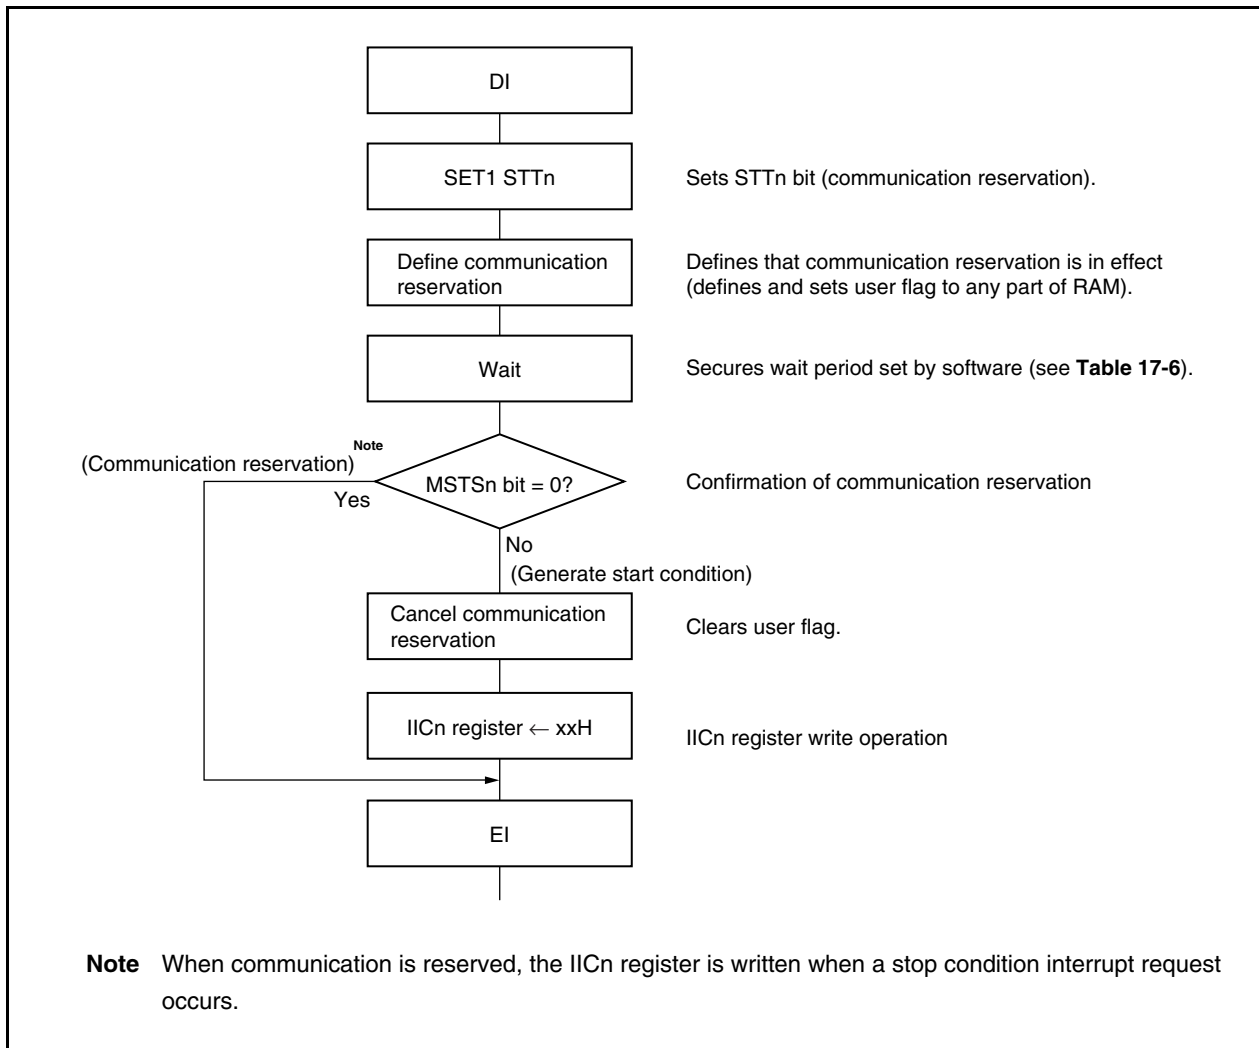 DI
SET1 STTn
Sets STTn bit (communication reservation).
Define communication
reservation
Defines that communication reservation is in effect
(defines and sets user flag to any part of RAM).
Wait
Secures wait period set by software (see Table 17-6).
(Communication reservation)Note
MSTSn bit = 0?
Confirmation of communication reservation
Yes
No
(Generate start condition)
Cancel communication
reservation
Clears user flag.
IICn register ← xxH
IICn register write operation
EI
Note When communication is reserved, the IICn register is written when a stop condition interrupt request
occurs.